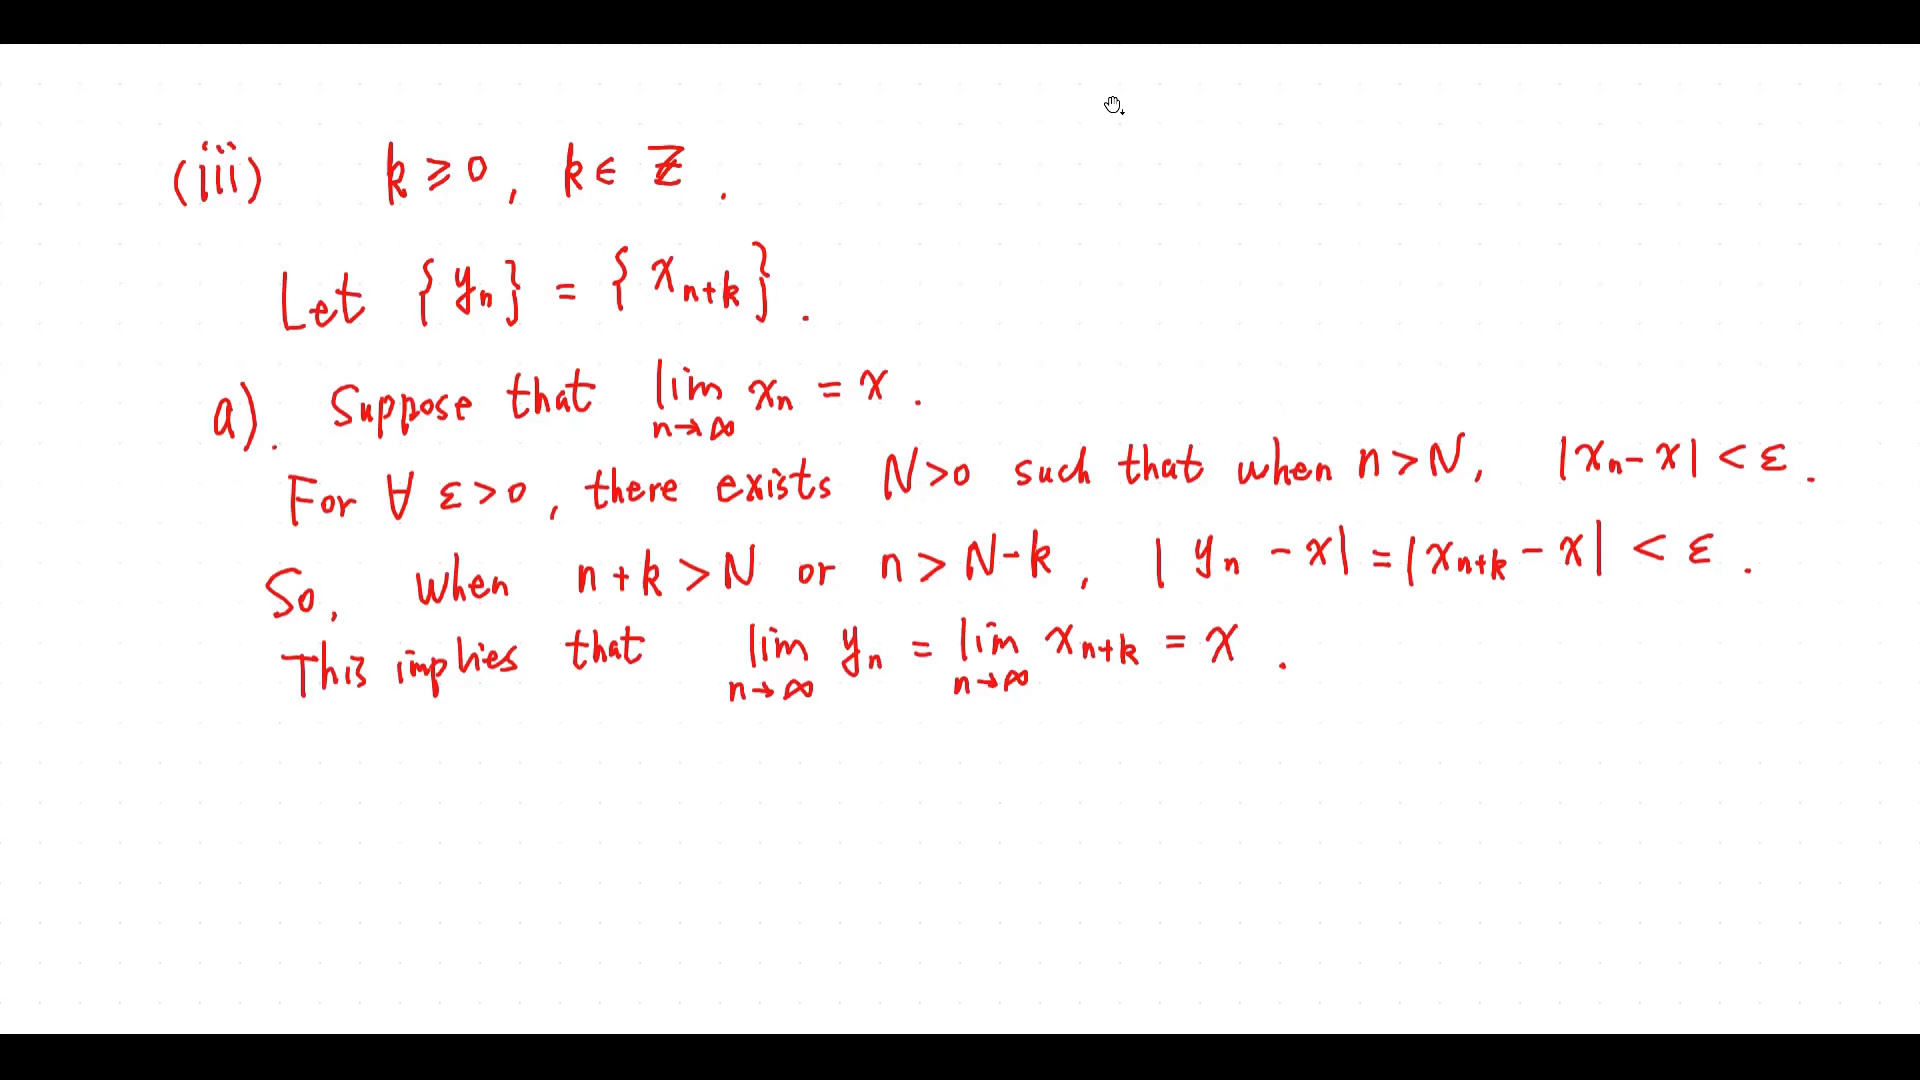 (iii) k ≥ 0, k ∈ ℤ.
Let {yₙ} = {xₙ₊ₖ}.
a). Suppose that lim_{n→∞} xₙ = x.
For ∀ ε > 0, there exists N > 0 such that when n > N, |xₙ - x| < ε.
So, when n + k > N or n > N - k, |yₙ - x| = |xₙ₊ₖ - x| < ε.
This implies that lim_{n→∞} yₙ = lim_{n→∞} xₙ₊ₖ = x.